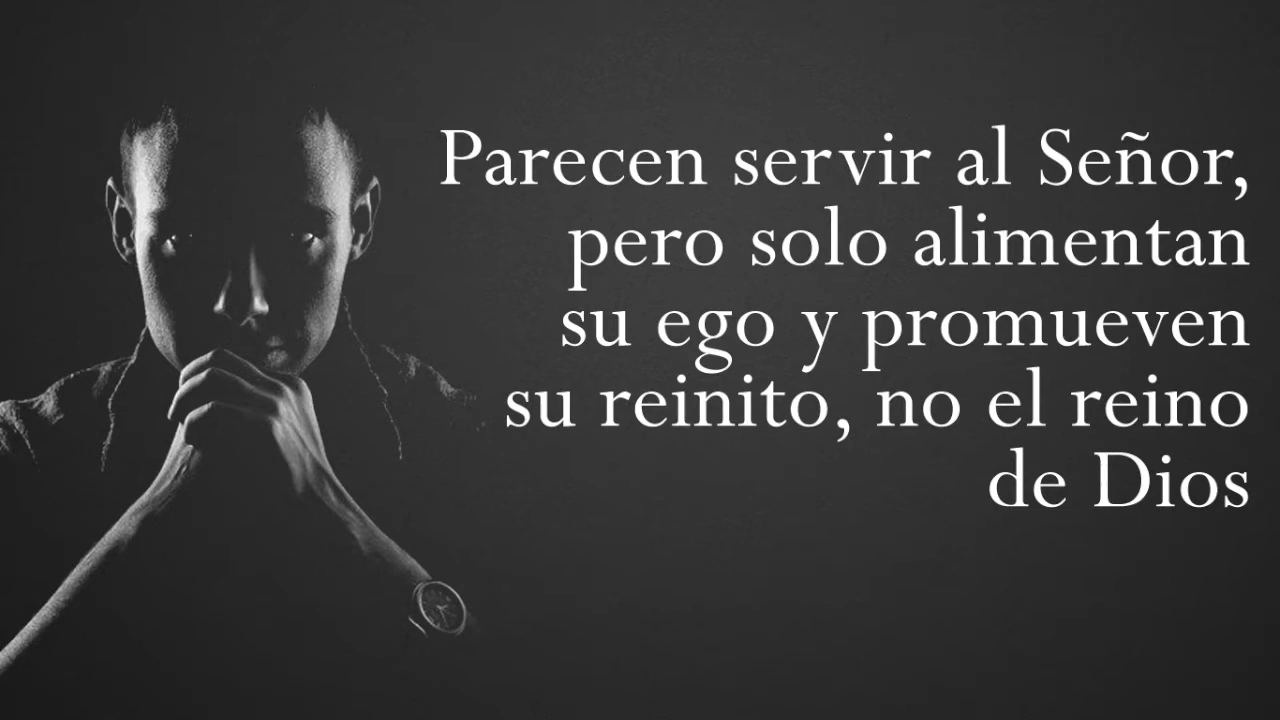 Parecen servir al Señor,
pero solo alimentan
su ego y promueven
su reinito, no el reino
de Dios